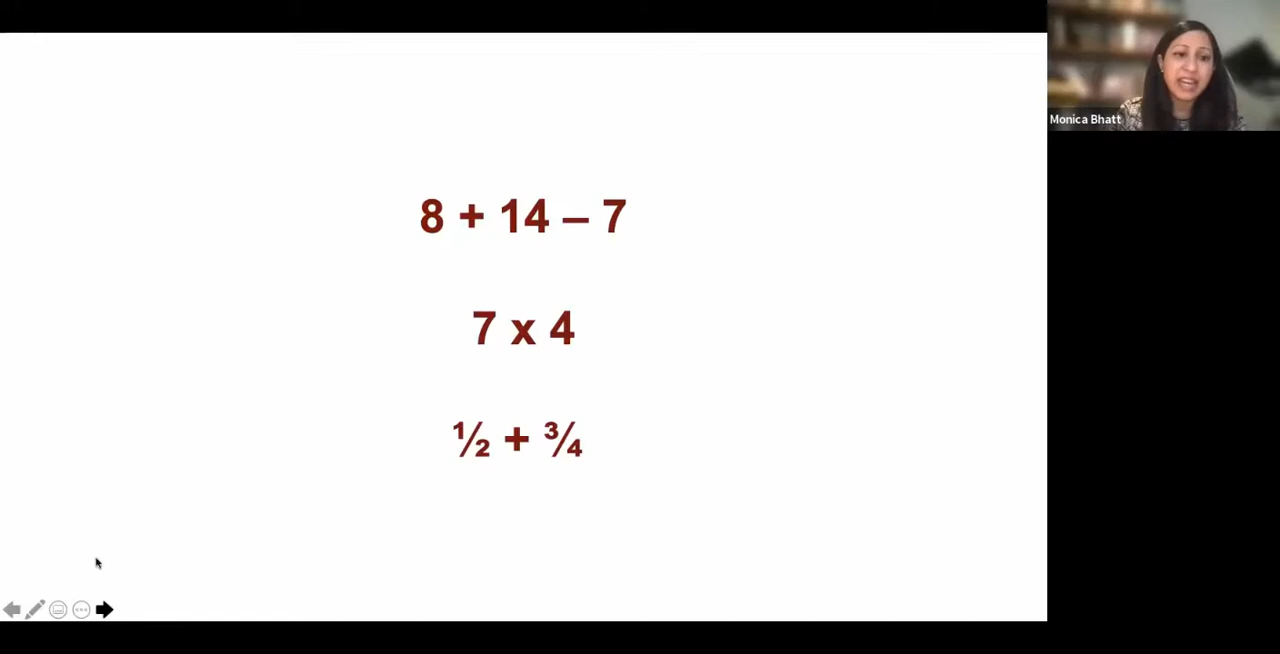 Monica Bhatt
8 + 14 – 7
7 x 4
½ + ¾